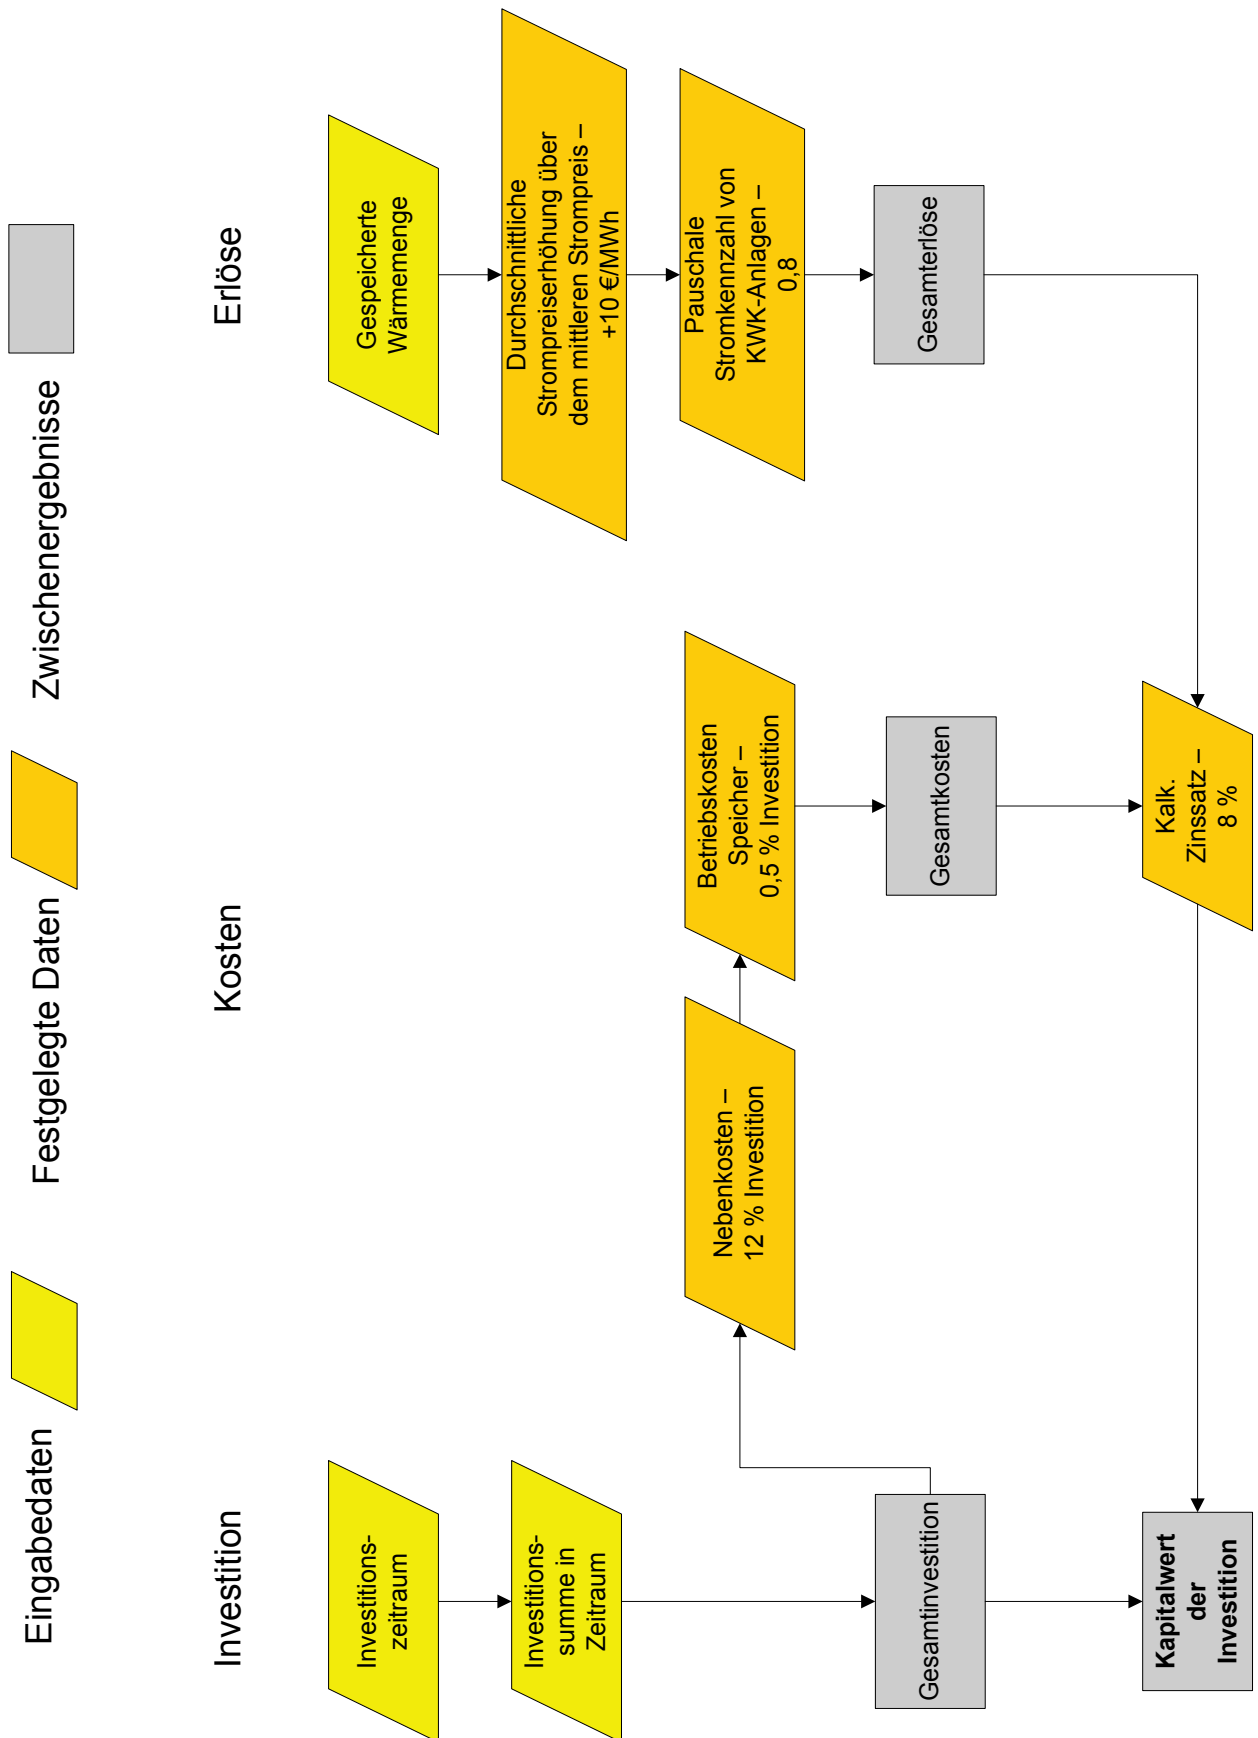 Eingabedaten
Festgelegte Daten
Zwischenergebnisse
Investition
Kosten
Erlöse
Investitions-
zeitraum
Investitions-
summe in
Zeitraum
Gesamtinvestition
Kapitalwert
der
Investition
Nebenkosten –
12 % Investition
Betriebskosten
Speicher –
0,5 % Investition
Gesamtkosten
Kalk.
Zinssatz –
8 %
Gespeicherte
Wärmemenge
Durchschnittliche
Strompreiserhöhung über
dem mittleren Strompreis –
+10 €/MWh
Pauschale
Stromkennzahl von
KWK-Anlagen –
0,8
Gesamterlöse